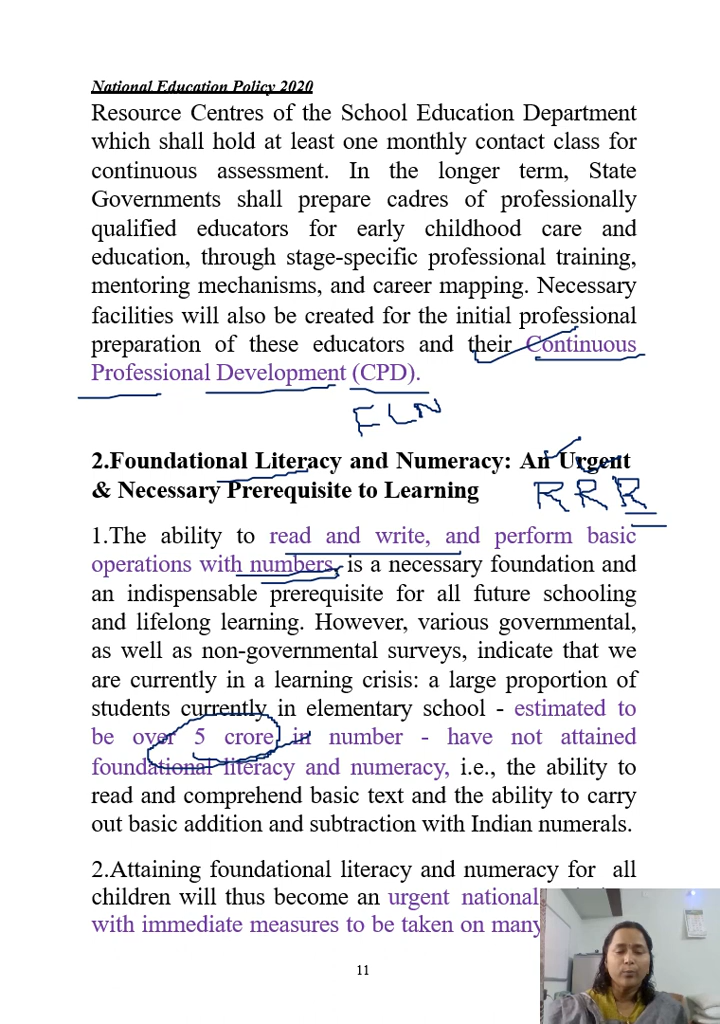 National Education Policy 2020
Resource Centres of the School Education Department
which shall hold at least one monthly contact class for
continuous assessment. In the longer term, State
Governments shall prepare cadres of professionally
qualified educators for early childhood care and
education, through stage-specific professional training,
mentoring mechanisms, and career mapping. Necessary
facilities will also be created for the initial professional
preparation of these educators and their Continuous
Professional Development (CPD).
FLN
2.Foundational Literacy and Numeracy: An Urgent
& Necessary Prerequisite to Learning
RRR
1.The ability to read and write, and perform basic
operations with numbers, is a necessary foundation and
an indispensable prerequisite for all future schooling
and lifelong learning. However, various governmental,
as well as non-governmental surveys, indicate that we
are currently in a learning crisis: a large proportion of
students currently in elementary school - estimated to
be over 5 crore in number - have not attained
foundational literacy and numeracy, i.e., the ability to
read and comprehend basic text and the ability to carry
out basic addition and subtraction with Indian numerals.
2.Attaining foundational literacy and numeracy for all
children will thus become an urgent national
with immediate measures to be taken on many
11